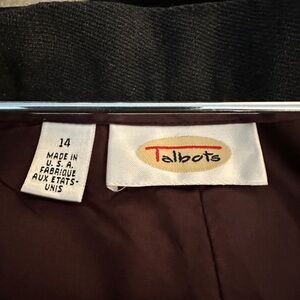 14
MADE IN
U. S. A.
FABRIQUE
AUX ETATS-
UNIS
Talbots